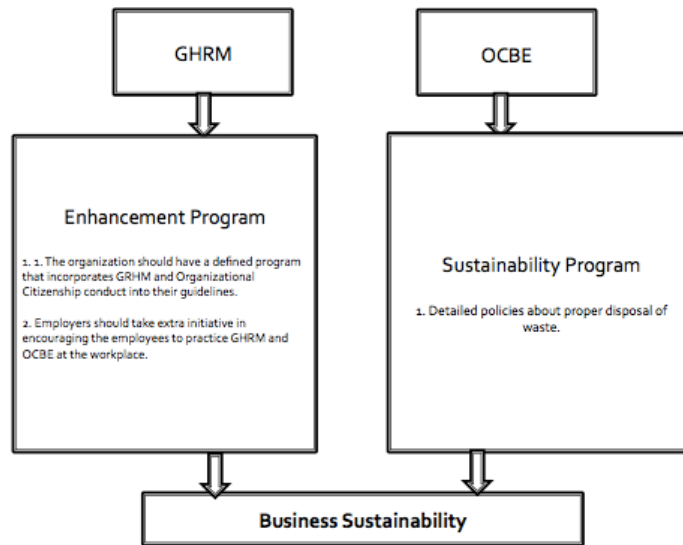 GHRM
OCBE
Enhancement Program
1. 1. The organization should have a defined program
that incorporates GRHM and Organizational
Citizenship conduct into their guidelines.
2. Employers should take extra initiative in
encouraging the employees to practice GHRM and
OCBE at the workplace.
Sustainability Program
1. Detailed policies about proper disposal of
waste.
Business Sustainability